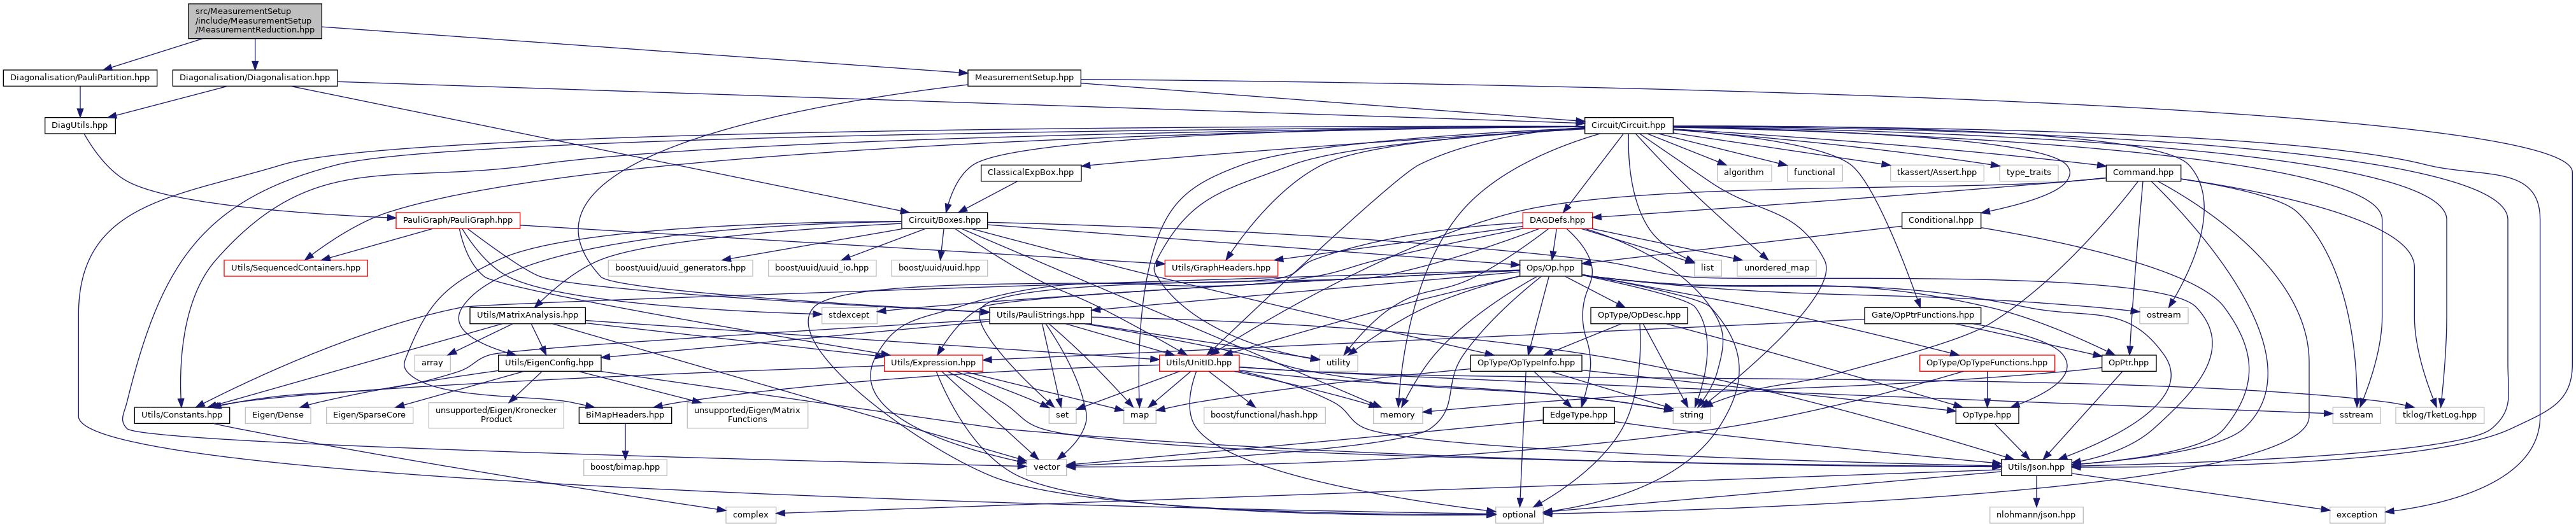 src/MeasurementSetup
/include/MeasurementSetup
/MeasurementReduction.hpp
Diagonalisation/PauliPartition.hpp
Diagonalisation/Diagonalisation.hpp
MeasurementSetup.hpp
DiagUtils.hpp
Circuit/Circuit.hpp
ClassicalExpBox.hpp
algorithm
functional
tkassert/Assert.hpp
type_traits
Command.hpp
PauliGraph/PauliGraph.hpp
Circuit/Boxes.hpp
DAGDefs.hpp
Conditional.hpp
Utils/SequencedContainers.hpp
boost/uuid/uuid_generators.hpp
boost/uuid/uuid_io.hpp
boost/uuid/uuid.hpp
Utils/GraphHeaders.hpp
Ops/Op.hpp
list
unordered_map
Utils/MatrixAnalysis.hpp
stdexcept
Utils/PauliStrings.hpp
OpType/OpDesc.hpp
Gate/OpPtrFunctions.hpp
ostream
array
Utils/EigenConfig.hpp
Utils/Expression.hpp
Utils/UnitID.hpp
utility
OpType/OpTypeInfo.hpp
OpType/OpTypeFunctions.hpp
OpPtr.hpp
Utils/Constants.hpp
Eigen/Dense
Eigen/SparseCore
unsupported/Eigen/Kronecker
Product
BiMapHeaders.hpp
unsupported/Eigen/Matrix
Functions
set
map
boost/functional/hash.hpp
memory
EdgeType.hpp
string
OpType.hpp
sstream
tklog/TketLog.hpp
boost/bimap.hpp
vector
Utils/Json.hpp
complex
optional
nlohmann/json.hpp
exception